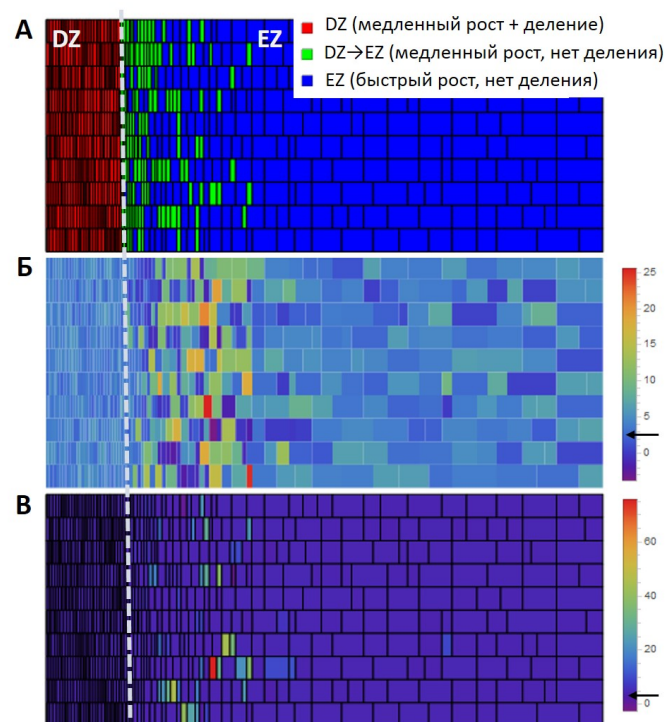 А
DZ
EZ
DZ (медленный рост + деление)
DZ→EZ (медленный рост, нет деления)
EZ (быстрый рост, нет деления)
Б
25
20
15
10
5
0
В
60
40
20
0